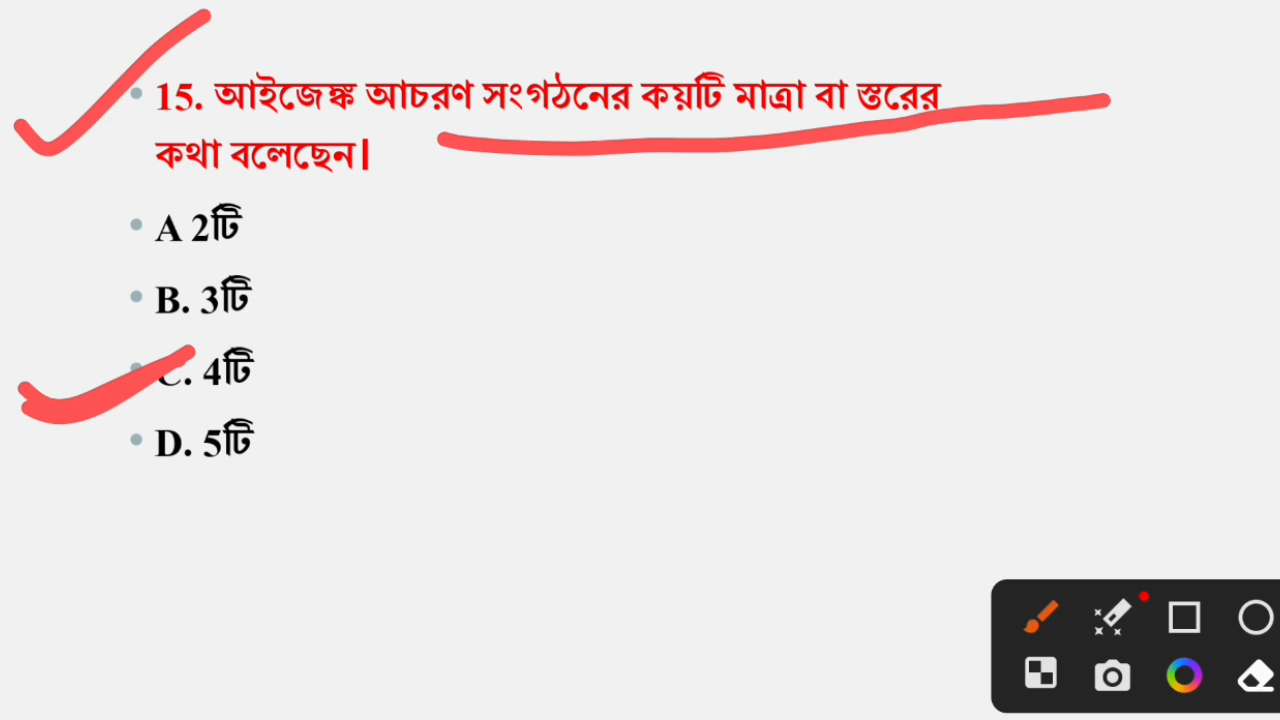 15. আইজেঙ্ক আচরণ সংগঠনের কয়টি মাত্রা বা স্তরের
কথা বলেছেন।
A 2টি
B. 3টি
C. 4টি
D. 5টি